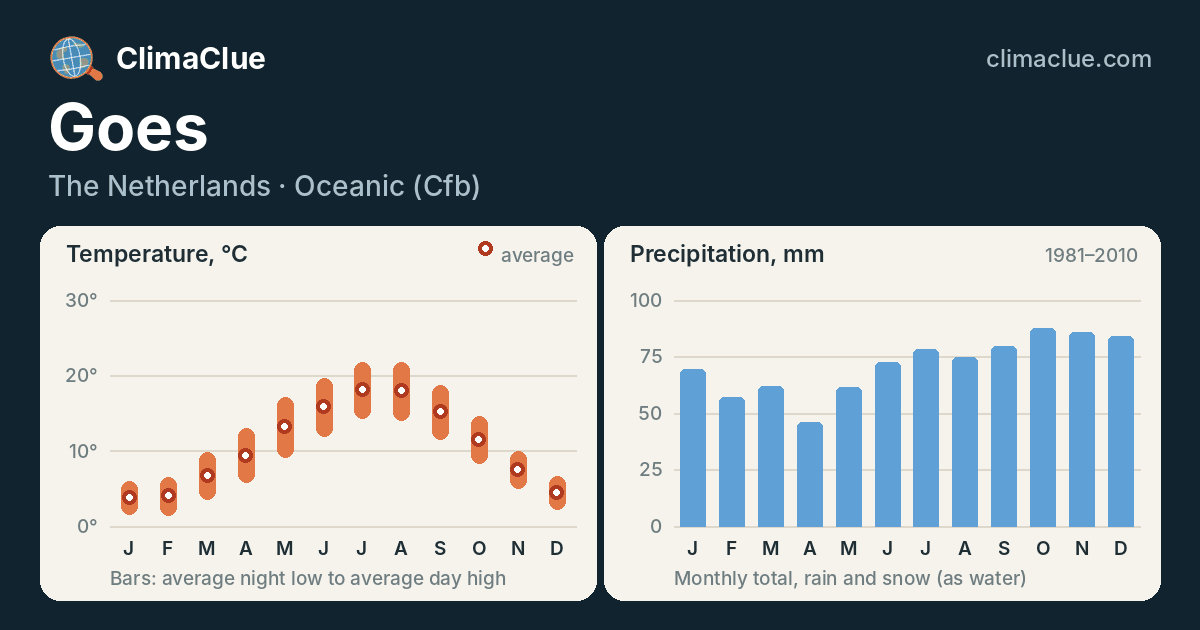 ClimaClue
climaclue.com
Goes
The Netherlands · Oceanic (Cfb)
Temperature, °C
average
30°
20°
10°
0°
J F M A M J J A S O N D
Bars: average night low to average day high
Precipitation, mm
1981–2010
100
75
50
25
0
J F M A M J J A S O N D
Monthly total, rain and snow (as water)